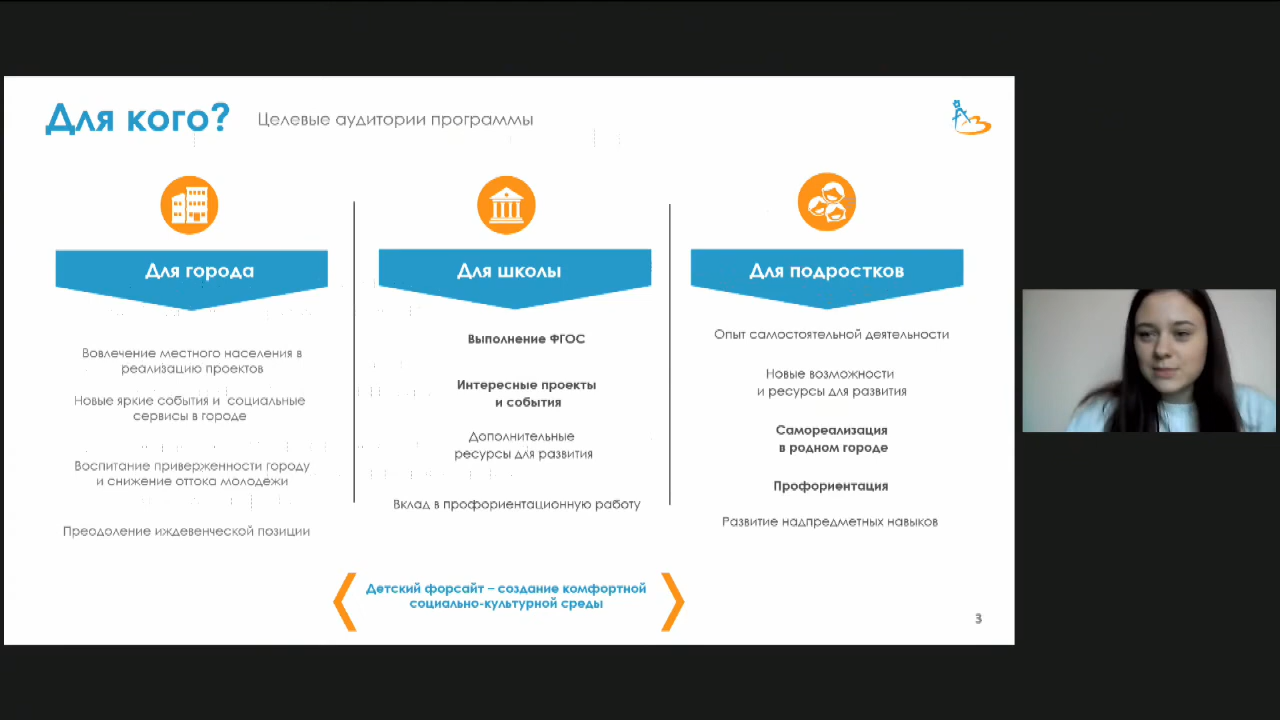 Для кого?
Целевые аудитории программы
Для города
Вовлечение местного населения в
реализацию проектов
Новые яркие события и социальные
сервисы в городе
Воспитание приверженности городу
и снижение оттока молодежи
Преодоление иждевенческой позиции
Для школы
Выполнение ФГОС
Интересные проекты
и события
Дополнительные
ресурсы для развития
Вклад в профориентационную работу
Для подростков
Опыт самостоятельной деятельности
Новые возможности
и ресурсы для развития
Самореализация
в родном городе
Профориентация
Развитие надпредметных навыков
Детский форсайт – создание комфортной
социально-культурной среды
3